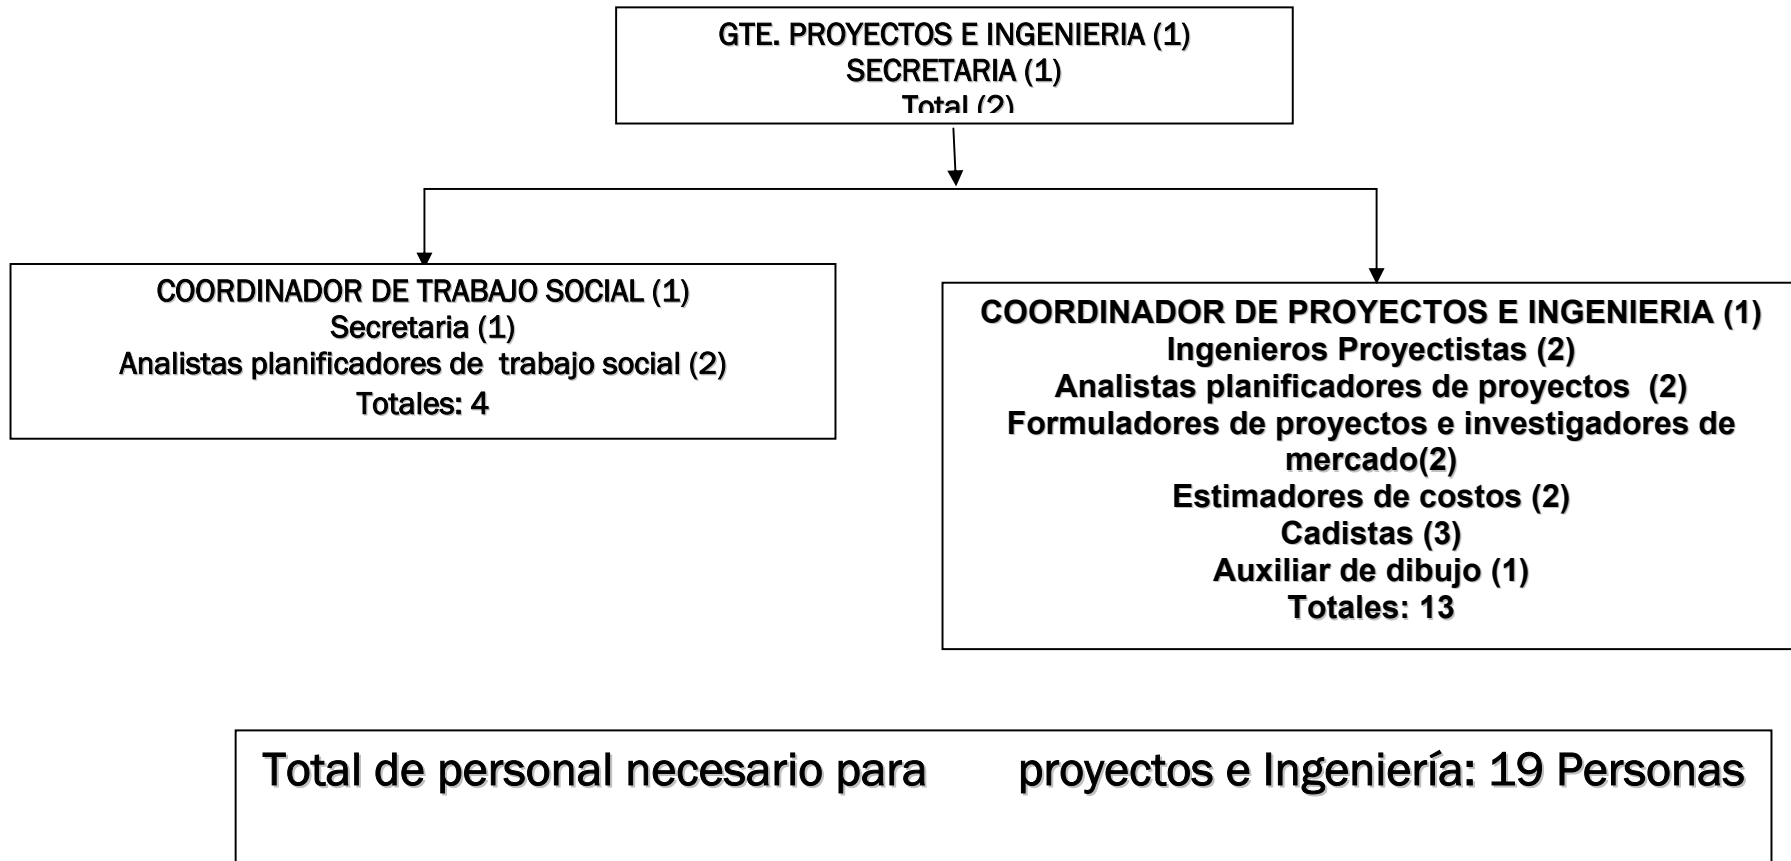 GTE. PROYECTOS E INGENIERIA (1)
SECRETARIA (1)
Total (2)
COORDINADOR DE TRABAJO SOCIAL (1)
Secretaria (1)
Analistas planificadores de trabajo social (2)
Totales: 4
COORDINADOR DE PROYECTOS E INGENIERIA (1)
Ingenieros Proyectistas (2)
Analistas planificadores de proyectos (2)
Formuladores de proyectos e investigadores de
mercado(2)
Estimadores de costos (2)
Cadistas (3)
Auxiliar de dibujo (1)
Totales: 13
Total de personal necesario para proyectos e Ingeniería: 19 Personas